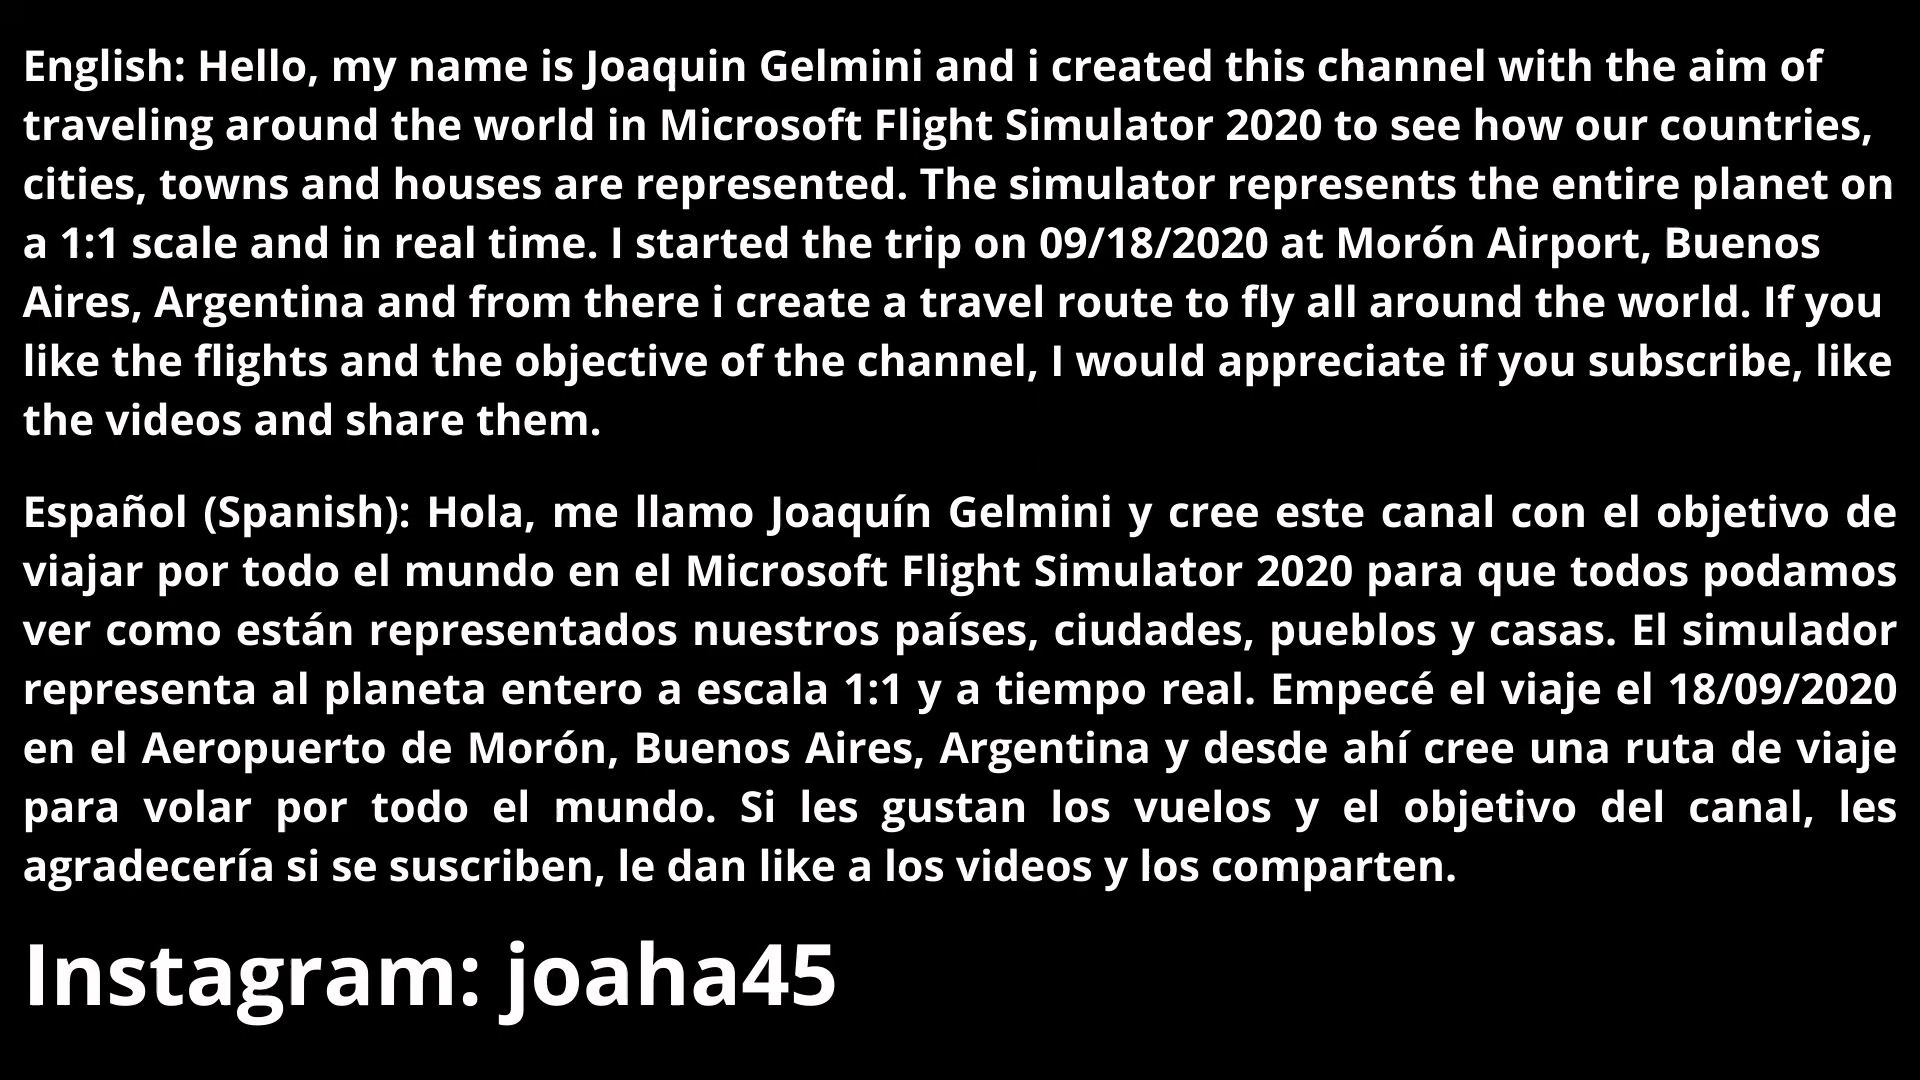 English: Hello, my name is Joaquin Gelmini and i created this channel with the aim of
traveling around the world in Microsoft Flight Simulator 2020 to see how our countries,
cities, towns and houses are represented. The simulator represents the entire planet on
a 1:1 scale and in real time. I started the trip on 09/18/2020 at Morón Airport, Buenos
Aires, Argentina and from there i create a travel route to fly all around the world. If you
like the flights and the objective of the channel, I would appreciate if you subscribe, like
the videos and share them.
Español (Spanish): Hola, me llamo Joaquín Gelmini y cree este canal con el objetivo de
viajar por todo el mundo en el Microsoft Flight Simulator 2020 para que todos podamos
ver como están representados nuestros países, ciudades, pueblos y casas. El simulador
representa al planeta entero a escala 1:1 y a tiempo real. Empecé el viaje el 18/09/2020
en el Aeropuerto de Morón, Buenos Aires, Argentina y desde ahí cree una ruta de viaje
para volar por todo el mundo. Si les gustan los vuelos y el objetivo del canal, les
agradecería si se suscriben, le dan like a los videos y los comparten.
Instagram: joaha45